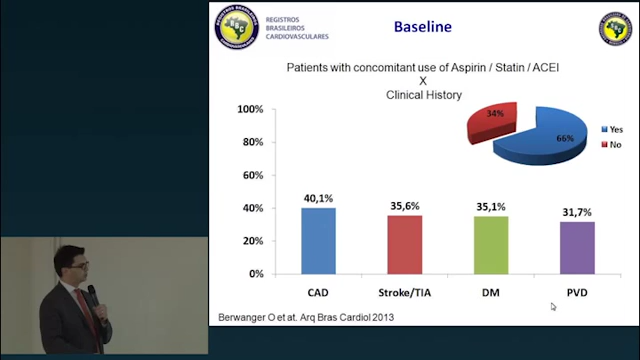 REGISTROS
BRASILEIROS
CARDIOVASCULARES
Baseline
Patients with concomitant use of Aspirin / Statin / ACEI
X
Clinical History
100%
80%
60%
40%
20%
0%
34%
66%
Yes
No
40,1%
35,6%
35,1%
31,7%
CAD
Stroke/TIA
DM
PVD
Berwanger O et at. Arq Bras Cardiol 2013